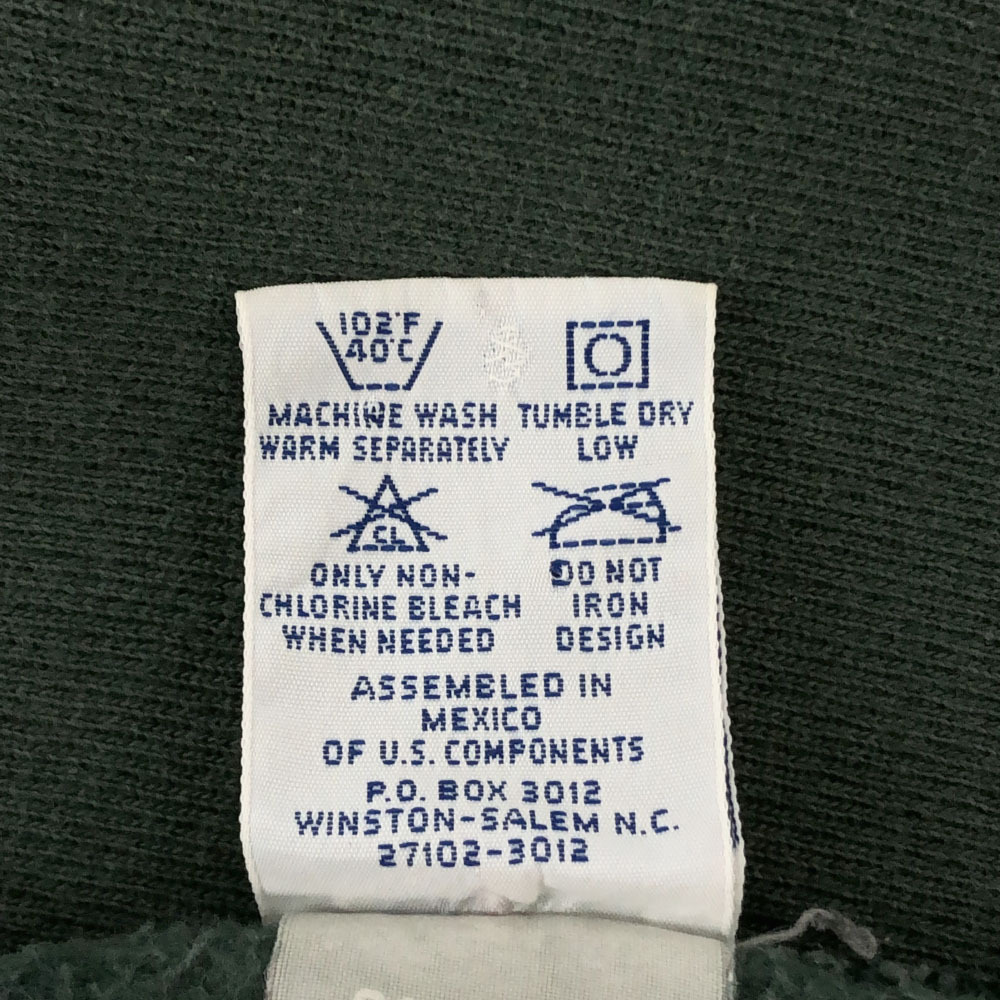 102°F
40°C
MACHINE WASH
WARM SEPARATELY
TUMBLE DRY
LOW
CL
ONLY NON-
CHLORINE BLEACH
WHEN NEEDED
DO NOT
IRON
DESIGN
ASSEMBLED IN
MEXICO
OF U.S. COMPONENTS
P.O. BOX 3012
WINSTON-SALEM N.C.
27102-3012